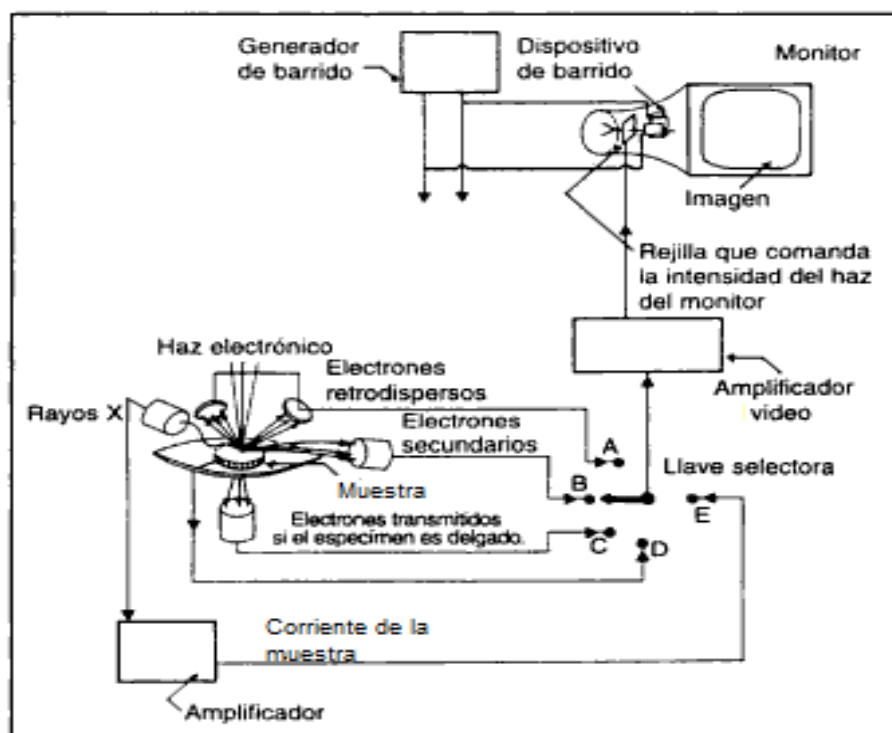 Generador
de barrido
Dispositivo
de barrido
Monitor
Imagen
Rejilla que comanda
la intensidad del haz
del monitor
Haz electrónico
Electrones
retrodispersos
Rayos X
Electrones
secundarios
Amplificador
video
A
Llave selectora
B
E
Muestra
Electrones transmitidos
si el especimen es delgado.
C
D
Corriente de la
muestra
Amplificador